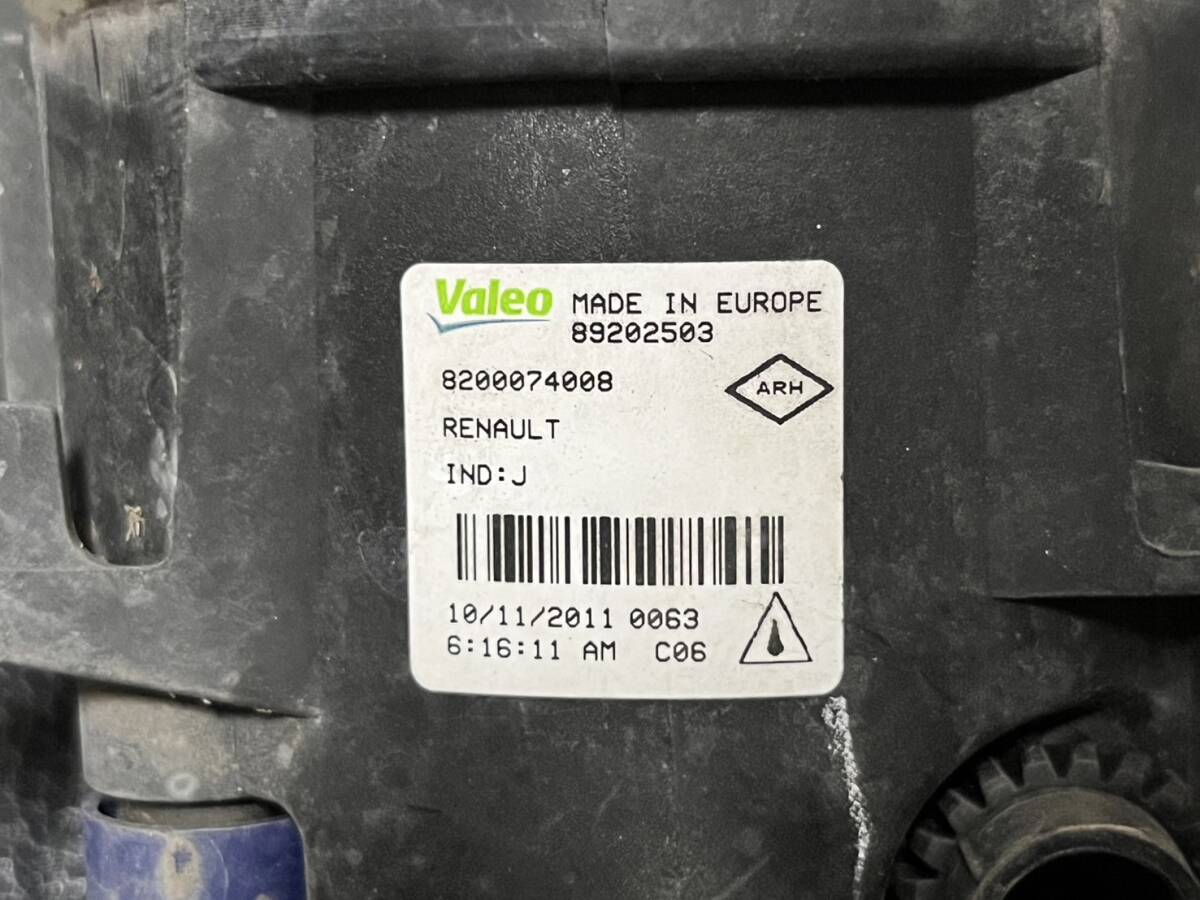 Valeo MADE IN EUROPE
89202503
8200074008
ARH
RENAULT
IND:J
10/11/2011 0063
6:16:11 AM C06